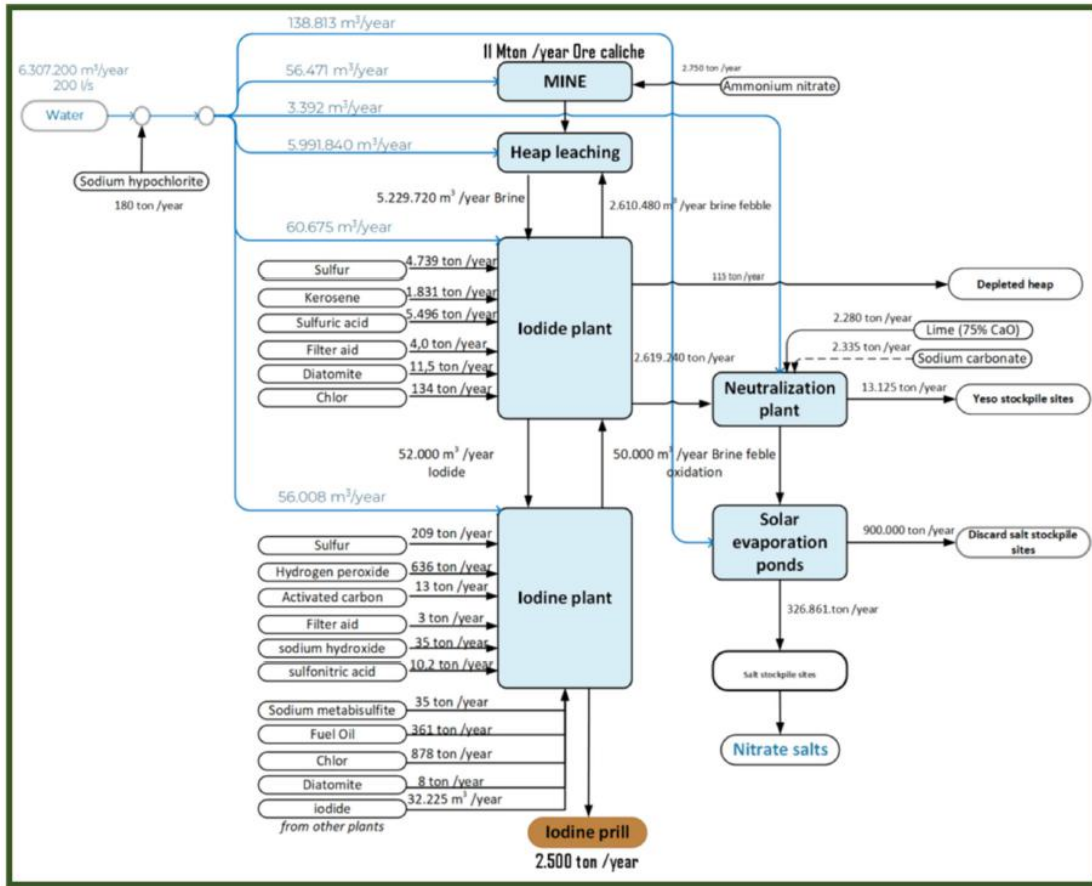 138.813 m³/year
11 Mton /year Ore caliche
6.307.200 m³/year
200 l/s
56.471 m³/year
MINE
2.750 ton /year
Ammonium nitrate
Water
3.392 m³/year
5.991.840 m³/year
Heap leaching
Sodium hypochlorite
180 ton /year
5.229.720 m³ /year Brine
2.610.480 m³ /year brine febble
60.675 m³/year
Sulfur
4.739 ton /year
115 ton/year
Depleted heap
Kerosene
1.831 ton /year
Sulfuric acid
5.496 ton /year
Iodide plant
2.280 ton /year
Lime (75% CaO)
Filter aid
4,0 ton /year
2.619.240 ton /year
2.335 ton /year
Sodium carbonate
Diatomite
11,5 ton /year
Chlor
134 ton /year
Neutralization
plant
13.125 ton /year
Yeso stockpile sites
52.000 m³ /year
Iodide
50.000 m³ /year Brine feble
oxidation
56.008 m³/year
Sulfur
209 ton /year
Solar
evaporation
ponds
900.000 ton /year
Discard salt stockpile
sites
Hydrogen peroxide
636 ton /year
Activated carbon
13 ton /year
Iodine plant
Filter aid
3 ton /year
326.861.ton /year
sodium hydroxide
35 ton /year
sulfonitric acid
10,2 ton /year
Salt stockpile sites
Sodium metabisulfite
35 ton /year
Fuel Oil
361 ton /year
Nitrate salts
Chlor
878 ton /year
Diatomite
8 ton /year
iodide
32.225 m³ /year
from other plants
Iodine prill
2.500 ton /year